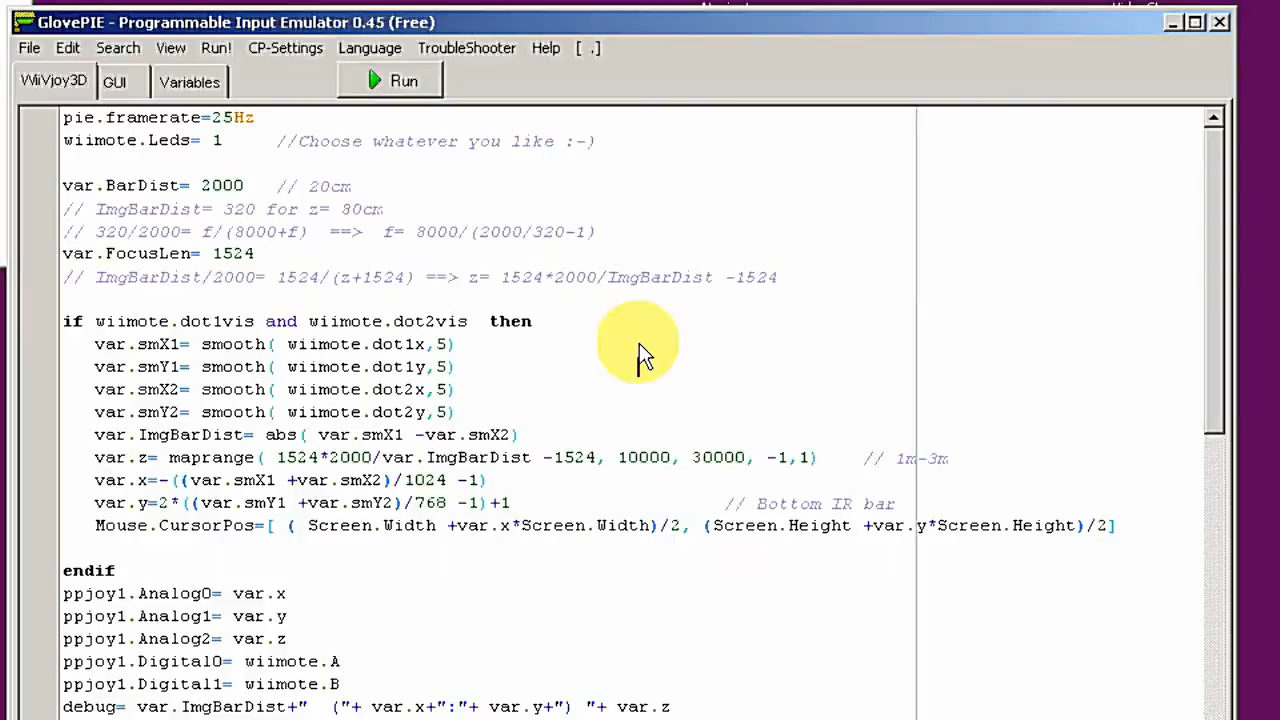 GlovePIE - Programmable Input Emulator 0.45 (Free)
File Edit Search View Run! CP-Settings Language TroubleShooter Help [ .]
WiiVjoy3D GUI Variables Run
pie.framerate=25Hz
wiimote.Leds= 1 //Choose whatever you like :-)
var.BarDist= 2000 // 20cm
// ImgBarDist= 320 for z= 80cm
// 320/2000= f/(8000+f) ==> f= 8000/(2000/320-1)
var.FocusLen= 1524
// ImgBarDist/2000= 1524/(z+1524) ==> z= 1524*2000/ImgBarDist -1524
if wiimote.dot1vis and wiimote.dot2vis then
var.smX1= smooth( wiimote.dot1x,5)
var.smY1= smooth( wiimote.dot1y,5)
var.smX2= smooth( wiimote.dot2x,5)
var.smY2= smooth( wiimote.dot2y,5)
var.ImgBarDist= abs( var.smX1 -var.smX2)
var.z= maprange( 1524*2000/var.ImgBarDist -1524, 10000, 30000, -1,1) // 1m-3m
var.x=-((var.smX1 +var.smX2)/1024 -1)
var.y=2*((var.smY1 +var.smY2)/768 -1)+1 // Bottom IR bar
Mouse.CursorPos=[ ( Screen.Width +var.x*Screen.Width)/2, (Screen.Height +var.y*Screen.Height)/2]
endif
ppjoy1.Analog0= var.x
ppjoy1.Analog1= var.y
ppjoy1.Analog2= var.z
ppjoy1.Digital0= wiimote.A
ppjoy1.Digital1= wiimote.B
debug= var.ImgBarDist+" ("+ var.x+":"+ var.y+") "+ var.z